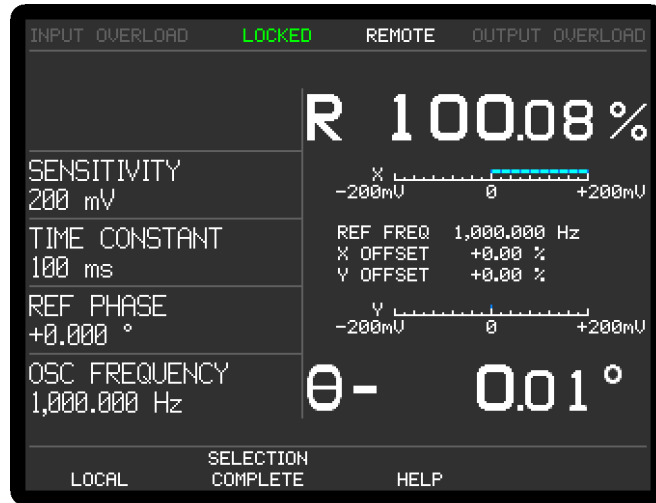 INPUT OVERLOAD LOCKED REMOTE OUTPUT OVERLOAD
R 100.08 %
SENSITIVITY
200 mV
X
-200mV 0 +200mV
TIME CONSTANT
100 ms
REF FREQ 1,000.000 Hz
X OFFSET +0.00 %
Y OFFSET +0.00 %
REF PHASE
+0.000 °
Y
-200mV 0 +200mV
OSC FREQUENCY
1,000.000 Hz
θ- 0.01°
LOCAL
SELECTION
COMPLETE
HELP